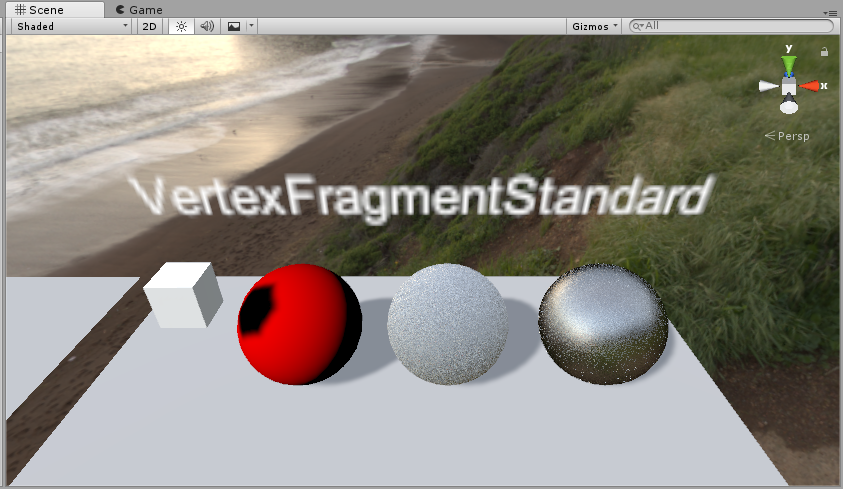 Scene Game
Shaded 2D Gizmos All
y
x
Persp
VertexFragmentStandard